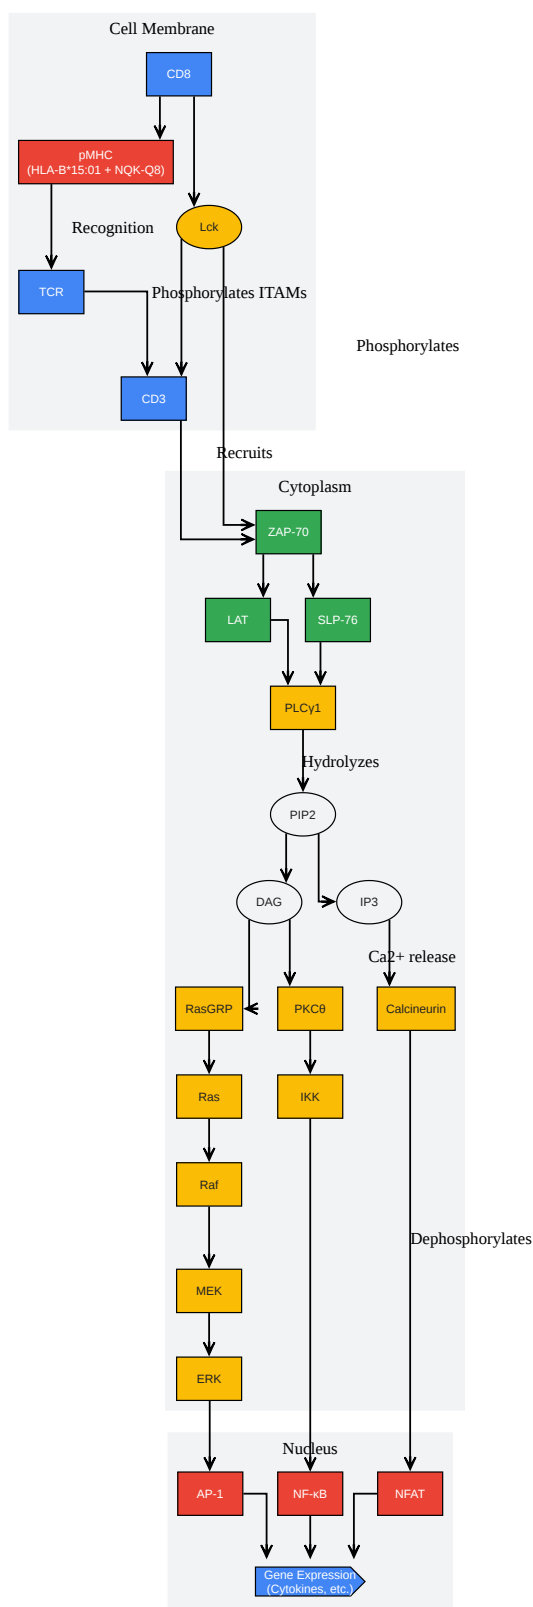 Cell Membrane
CD8
pMHC
(HLA-B*15:01 + NQK-Q8)
Recognition
Lck
TCR
Phosphorylates ITAMs
Phosphorylates
CD3
Recruits
Cytoplasm
ZAP-70
LAT
SLP-76
PLCγ1
Hydrolyzes
PIP2
DAG
IP3
Ca2+ release
RasGRP
PKCθ
Calcineurin
Ras
IKK
Raf
Dephosphorylates
MEK
ERK
Nucleus
AP-1
NF-κB
NFAT
Gene Expression
(Cytokines, etc.)